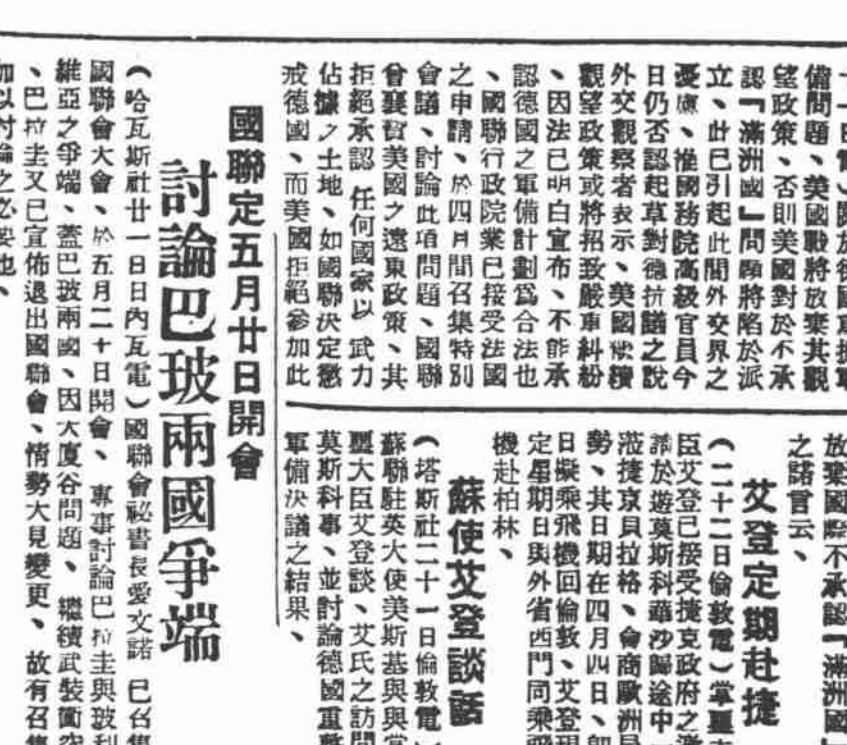 一日電）關於德國重振軍
備問題、美國戰將放棄其觀
望政策、否則美國對於不承
認「滿洲國」問題將陷於派
立、此已引起此間外交界之
憂慮、惟國務院高級官員今
日仍否認起草對德抗議之說
外交觀察者表示、美國繼續
觀望政策或將招致嚴重糾紛
、因法已明白宣布、不能承
認德國之軍備計劃爲合法也
、國聯行政院業已接受法國
之申請、於四月間召集特別
會議、討論此項問題、國聯
曾襄贊美國之遠東政策、其
拒絕承認 任何國家以 武力
佔據之土地、如國聯決定懲
戒德國、而美國拒絕參加此
放棄國際不承認「滿洲國
之諾言云、
艾登定期赴捷
（二十二日倫敦電）掌璽
臣艾登已接受捷克政府之邀
請於遊莫斯科華沙歸途中
蒞捷京貝拉格、會商歐洲局
勢、其日期在四月四日、卽
日擬乘飛機回倫敦、艾登現
定星期日與外省西門同乘飛
機赴柏林、
蘇使艾登談話
（塔斯社二十一日倫敦電）
蘇聯駐英大使美斯基與與掌
璽大臣艾登談、艾氏之訪問
莫斯科事、並討論德國重整
軍備決議之結果、
國聯定五月廿日開會
討論巴玻兩國爭端
（哈瓦斯社廿一日日內瓦電）國聯會祕書長愛文諾 已召集
國聯會大會、於五月二十日開會、專事討論巴拉圭與玻利
維亞之爭端、蓋巴玻兩國、因大廈谷問題、繼續武裝衝突
、巴拉圭又已宣佈退出國聯會、情勢大見變更、故有召集
加以討論之必要也、